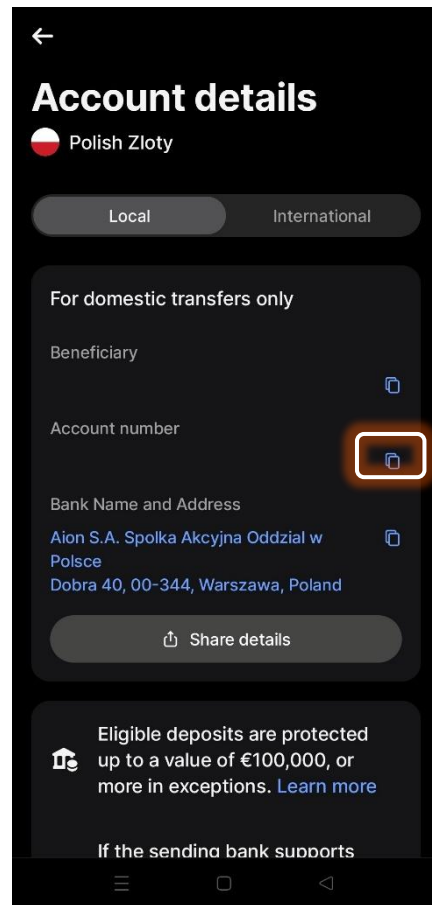 Account details
Polish Zloty
Local
International
For domestic transfers only
Beneficiary
Account number
Bank Name and Address
Aion S.A. Spolka Akcyjna Oddzial w
Polsce
Dobra 40, 00-344, Warszawa, Poland
Share details
Eligible deposits are protected
up to a value of €100,000, or
more in exceptions. Learn more
If the sending bank supports